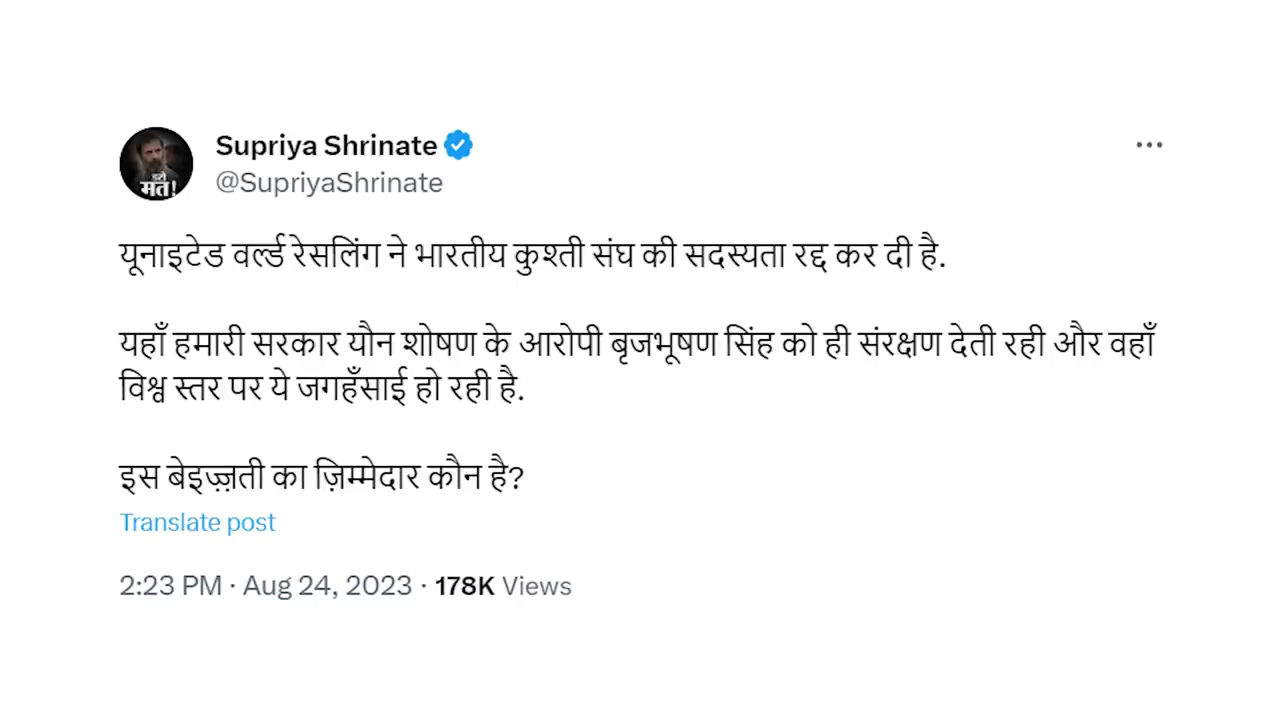 Supriya Shrinate
@SupriyaShrinate
डरो
मत!
यूनाइटेड वर्ल्ड रेसलिंग ने भारतीय कुश्ती संघ की सदस्यता रद्द कर दी है.
यहाँ हमारी सरकार यौन शोषण के आरोपी बृजभूषण सिंह को ही संरक्षण देती रही और वहाँ
विश्व स्तर पर ये जगहँसाई हो रही है.
इस बेइज़्ज़ती का ज़िम्मेदार कौन है?
Translate post
2:23 PM · Aug 24, 2023 · 178K Views